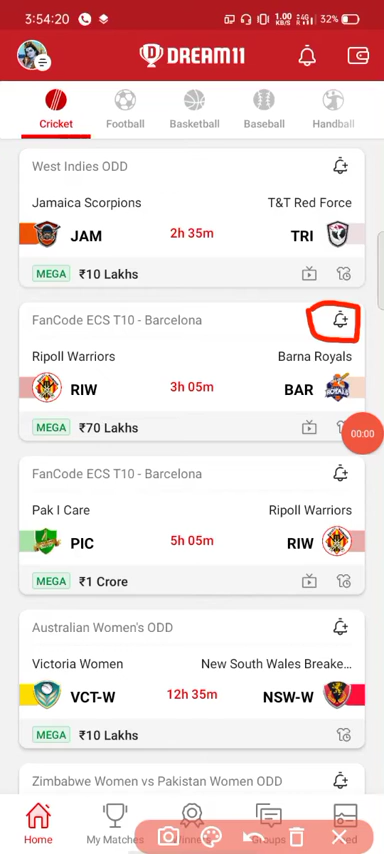 3:54:20 1.00 KB/S 32%
DREAM11
Cricket Football Basketball Baseball Handball
West Indies ODD
Jamaica Scorpions T&T Red Force
JAM 2h 35m TRI
MEGA ₹10 Lakhs
FanCode ECS T10 - Barcelona
Ripoll Warriors Barna Royals
RIW 3h 05m BAR
MEGA ₹70 Lakhs
00:00
FanCode ECS T10 - Barcelona
Pak I Care Ripoll Warriors
PIC 5h 05m RIW
MEGA ₹1 Crore
Australian Women's ODD
Victoria Women New South Wales Breake...
VCT-W 12h 35m NSW-W
MEGA ₹10 Lakhs
Zimbabwe Women vs Pakistan Women ODD
Home My Matches Groups